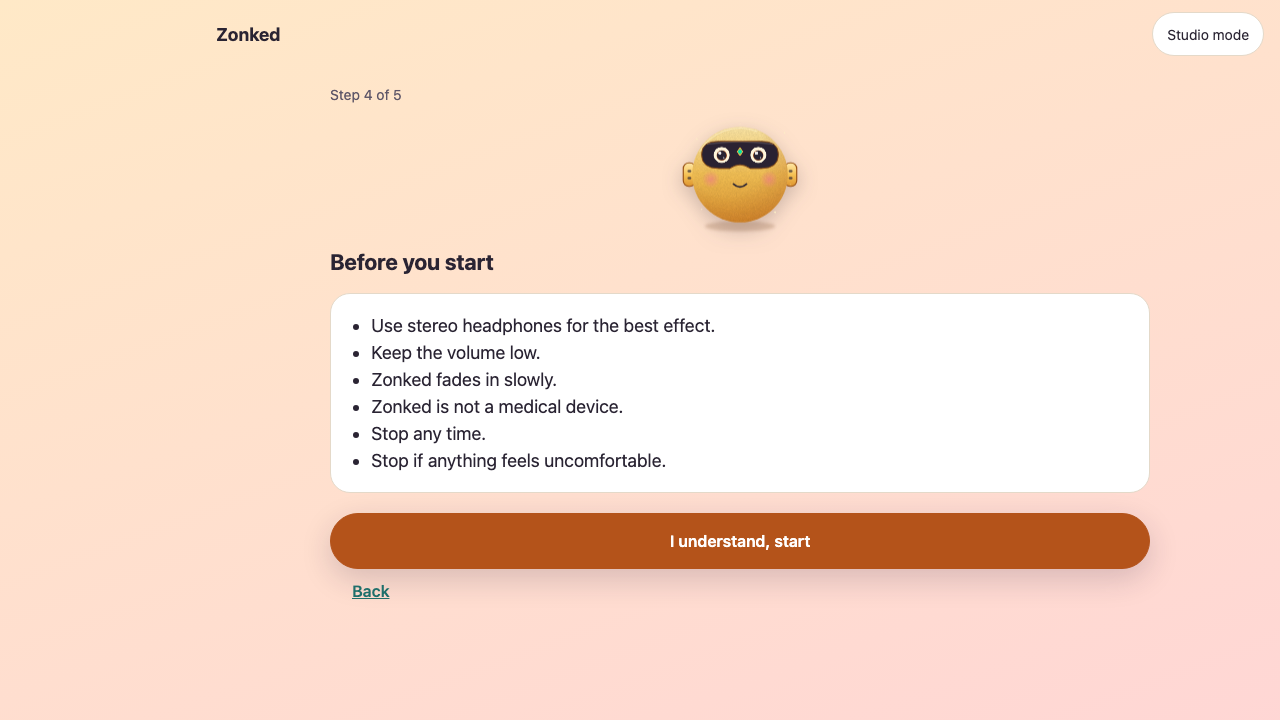 Zonked
Studio mode
Step 4 of 5
Before you start
Use stereo headphones for the best effect.
Keep the volume low.
Zonked fades in slowly.
Zonked is not a medical device.
Stop any time.
Stop if anything feels uncomfortable.
I understand, start
Back